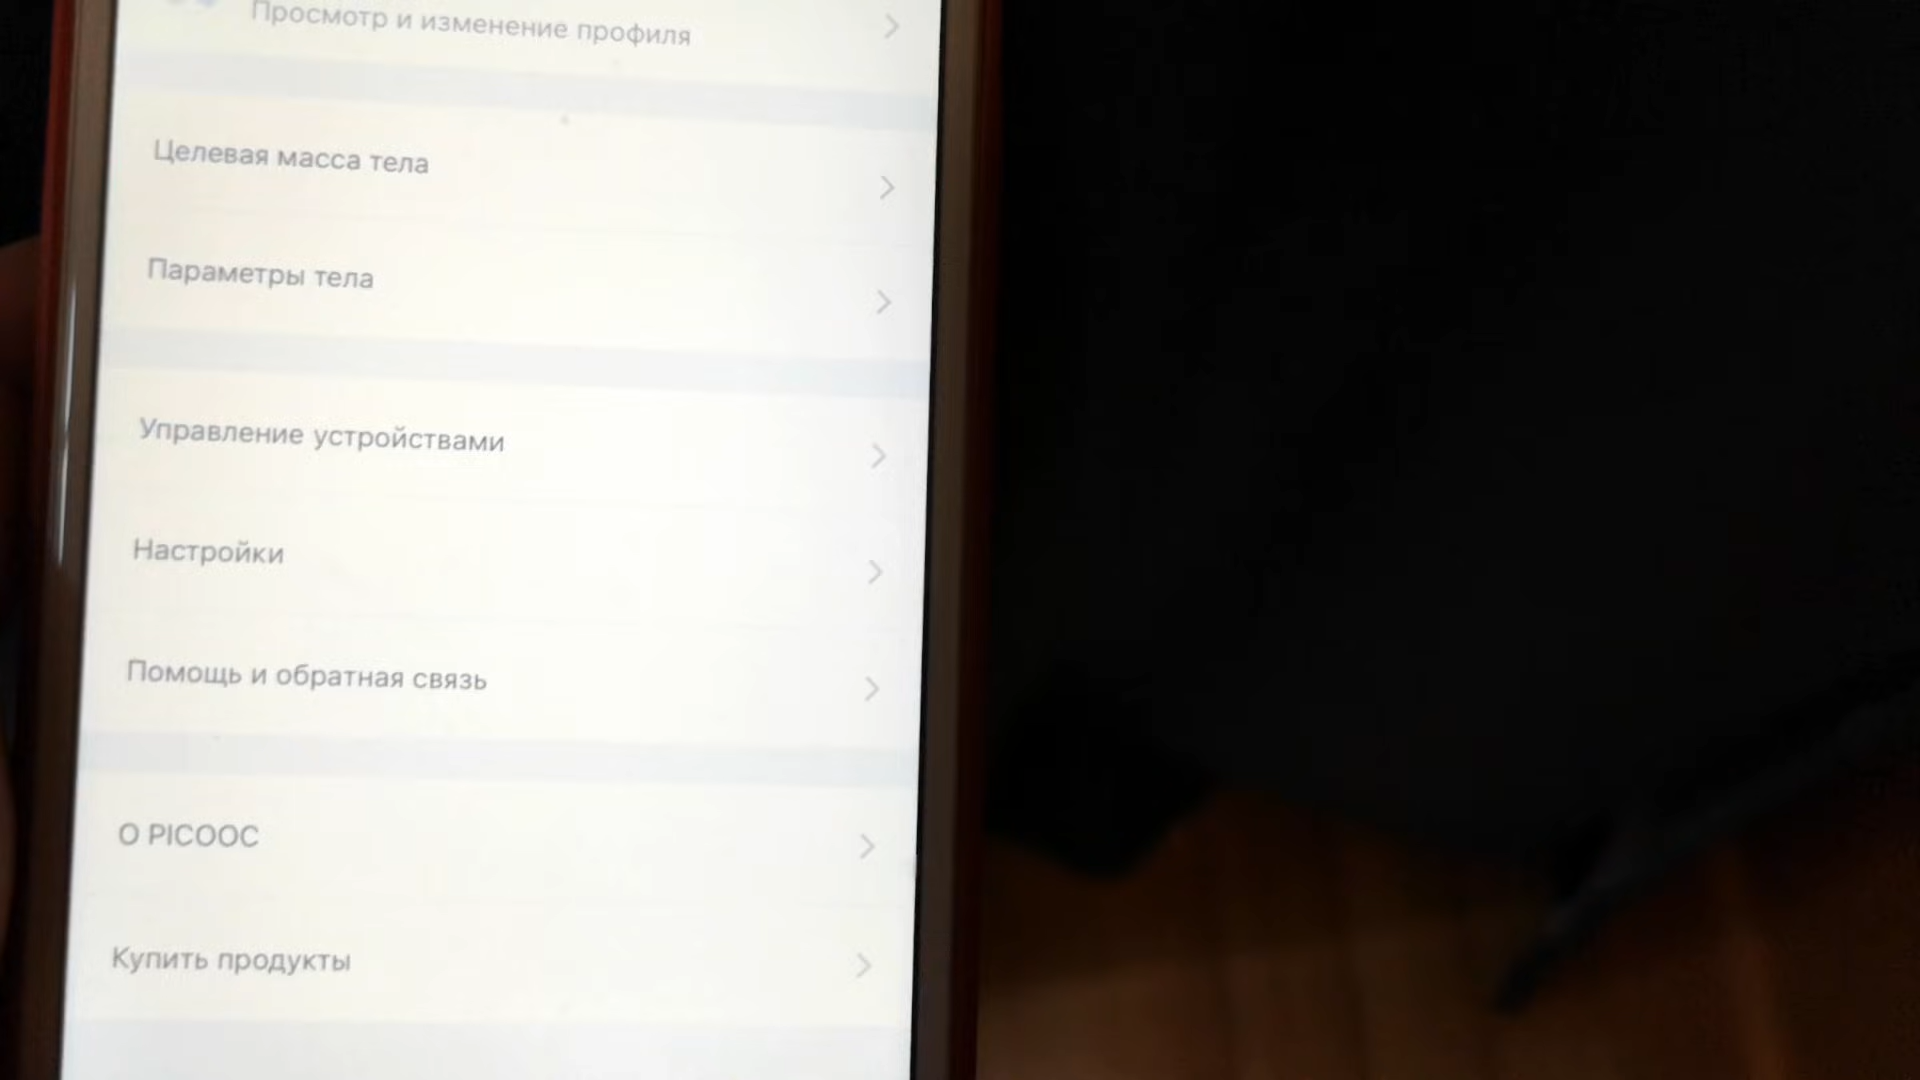 Просмотр и изменение профиля
Целевая масса тела
Параметры тела
Управление устройствами
Настройки
Помощь и обратная связь
О PICOOC
Купить продукты